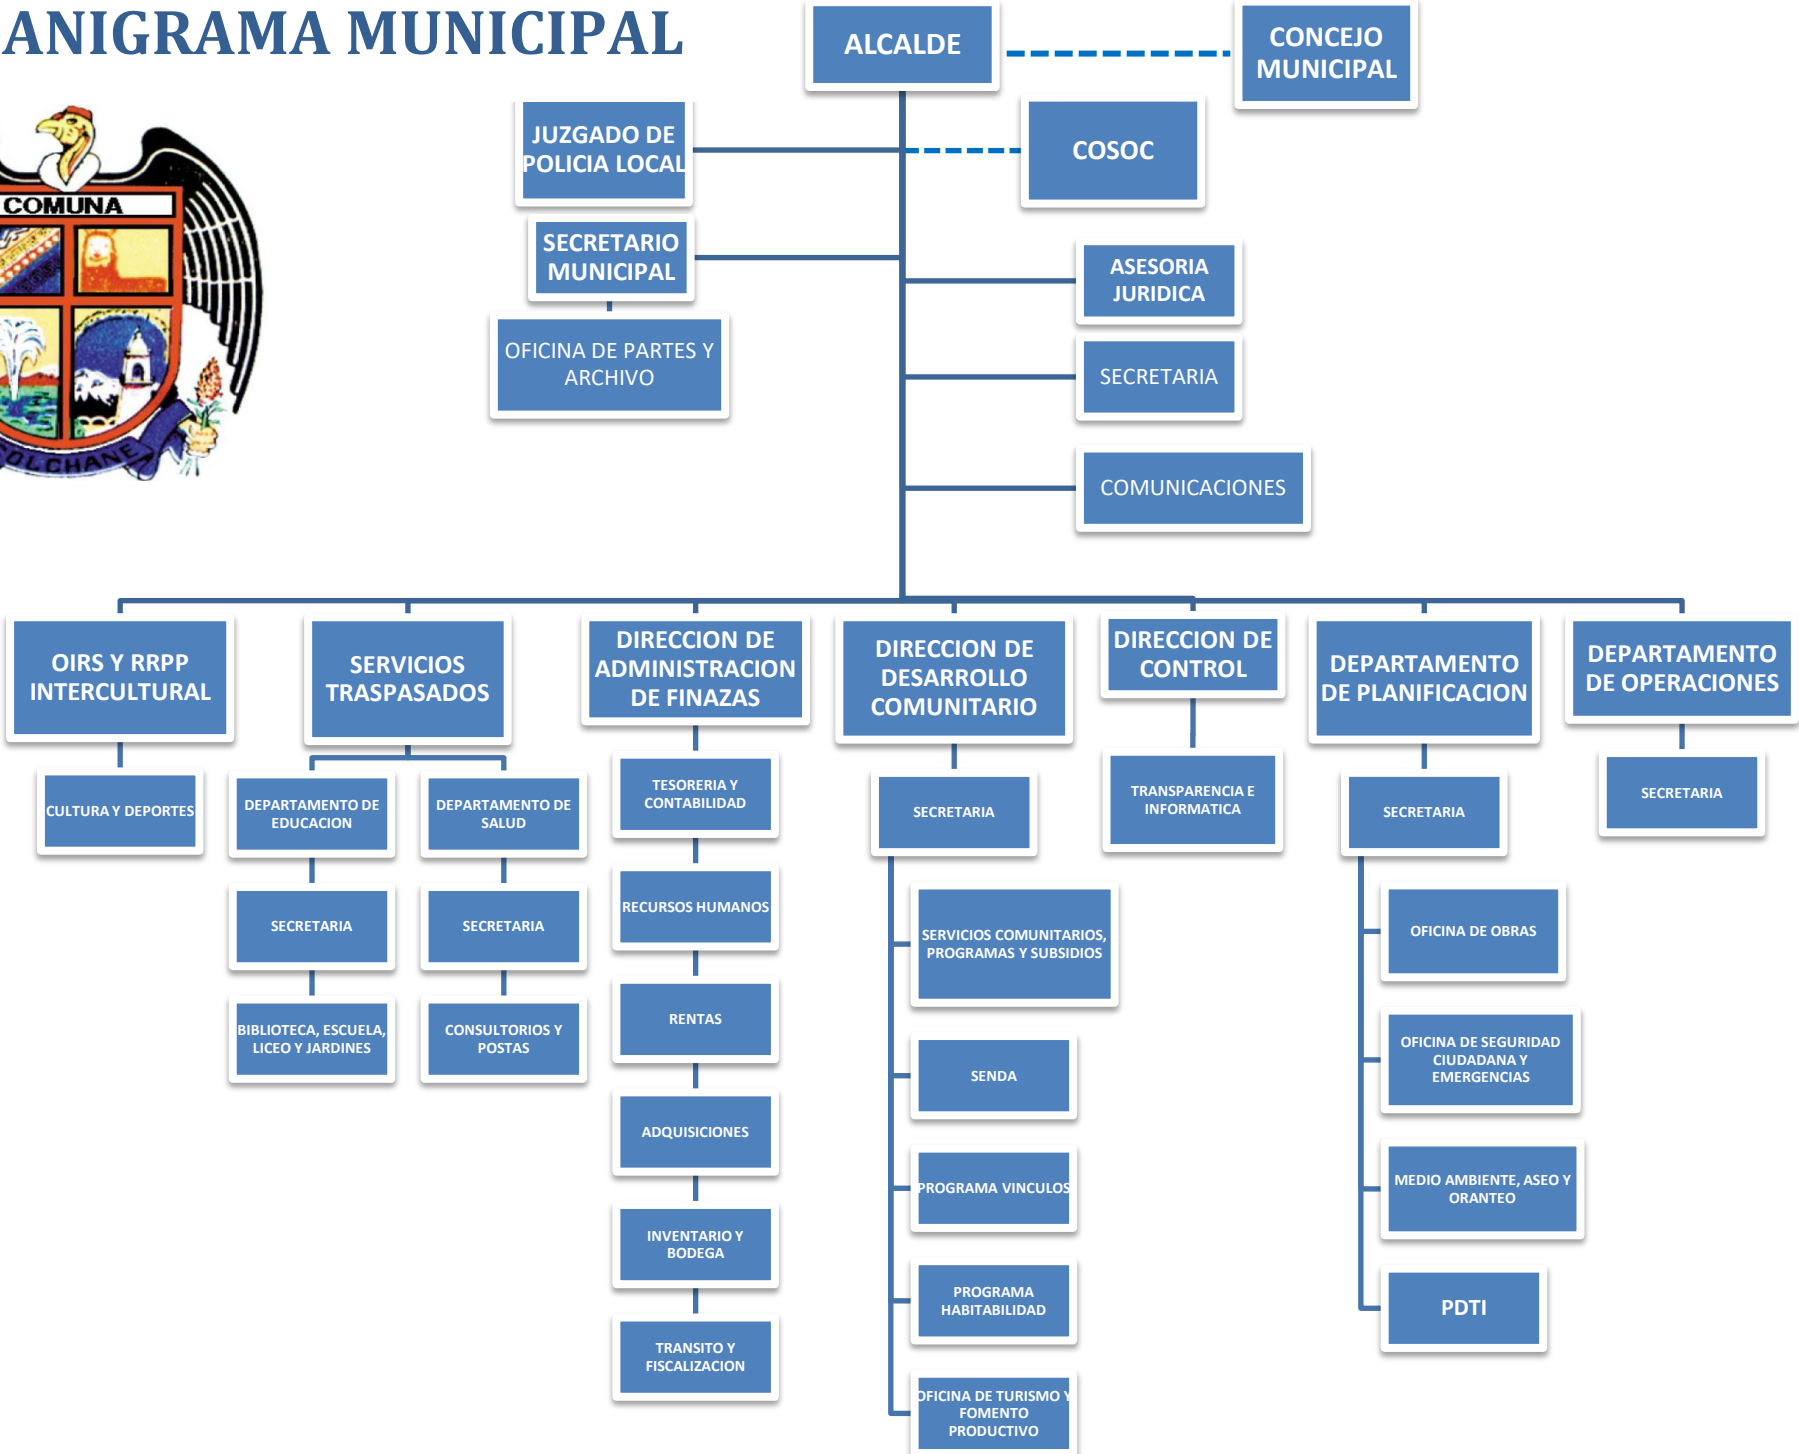 ANIGRAMA MUNICIPAL
ALCALDE
CONCEJO
MUNICIPAL
JUZGADO DE
POLICIA LOCAL
COSOC
COMUNA
SECRETARIO
MUNICIPAL
ASESORIA
JURIDICA
OFICINA DE PARTES Y
ARCHIVO
SECRETARIA
OLCHANE
COMUNICACIONES
OIRS Y RRPP
INTERCULTURAL
SERVICIOS
TRASPASADOS
DIRECCION DE
ADMINISTRACION
DE FINAZAS
DIRECCION DE
DESARROLLO
COMUNITARIO
DIRECCION DE
CONTROL
DEPARTAMENTO
DE PLANIFICACION
DEPARTAMENTO
DE OPERACIONES
CULTURA Y DEPORTES
DEPARTAMENTO DE
EDUCACION
DEPARTAMENTO DE
SALUD
TESORERIA Y
CONTABILIDAD
SECRETARIA
TRANSPARENCIA E
INFORMATICA
SECRETARIA
SECRETARIA
SECRETARIA
SECRETARIA
RECURSOS HUMANOS
SERVICIOS COMUNITARIOS,
PROGRAMAS Y SUBSIDIOS
OFICINA DE OBRAS
BIBLIOTECA, ESCUELA,
LICEO Y JARDINES
CONSULTORIOS Y
POSTAS
RENTAS
SENDA
OFICINA DE SEGURIDAD
CIUDADANA Y
EMERGENCIAS
ADQUISICIONES
PROGRAMA VINCULOS
MEDIO AMBIENTE, ASEO Y
ORANTEO
INVENTARIO Y
BODEGA
PROGRAMA
HABITABILIDAD
PDTI
TRANSITO Y
FISCALIZACION
OFICINA DE TURISMO Y
FOMENTO
PRODUCTIVO